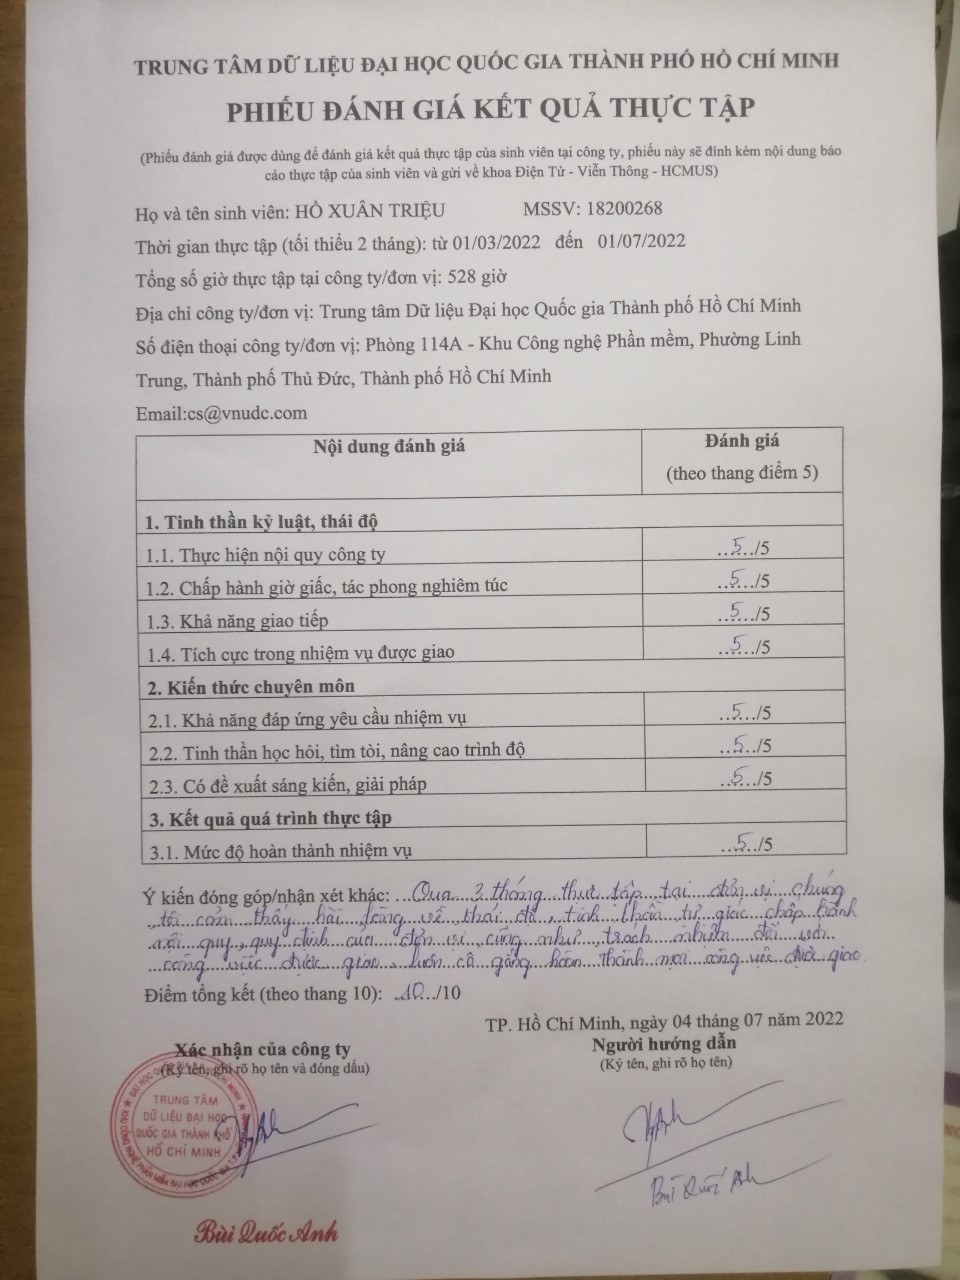 TRUNG TÂM DỮ LIỆU ĐẠI HỌC QUỐC GIA THÀNH PHỐ HỒ CHÍ MINH
PHIẾU ĐÁNH GIÁ KẾT QUẢ THỰC TẬP
(Phiếu đánh giá được dùng để đánh giá kết quả thực tập của sinh viên tại công ty, phiếu này sẽ đính kèm nội dung báo
cáo thực tập của sinh viên và gửi về khoa Điện Tử - Viễn Thông - HCMUS)
Họ và tên sinh viên: HỒ XUÂN TRIỆU MSSV: 18200268
Thời gian thực tập (tối thiểu 2 tháng): từ 01/03/2022 đến 01/07/2022
Tổng số giờ thực tập tại công ty/đơn vị: 528 giờ
Địa chỉ công ty/đơn vị: Trung tâm Dữ liệu Đại học Quốc gia Thành phố Hồ Chí Minh
Số điện thoại công ty/đơn vị: Phòng 114A - Khu Công nghệ Phần mềm, Phường Linh
Trung, Thành phố Thủ Đức, Thành phố Hồ Chí Minh
Email:cs@vnudc.com
Nội dung đánh giá Đánh giá
(theo thang điểm 5)
1. Tinh thần kỷ luật, thái độ
1.1. Thực hiện nội quy công ty ..5.../5
1.2. Chấp hành giờ giấc, tác phong nghiêm túc ..5.../5
1.3. Khả năng giao tiếp ..5.../5
1.4. Tích cực trong nhiệm vụ được giao ..5.../5
2. Kiến thức chuyên môn
2.1. Khả năng đáp ứng yêu cầu nhiệm vụ ..5.../5
2.2. Tinh thần học hỏi, tìm tòi, nâng cao trình độ ..5.../5
2.3. Có đề xuất sáng kiến, giải pháp ..5.../5
3. Kết quả quá trình thực tập
3.1. Mức độ hoàn thành nhiệm vụ ..5.../5
Ý kiến đóng góp/nhận xét khác: Qua 3 tháng thực tập tại đơn vị chúng
tôi cảm thấy hài lòng về thái độ, tinh thần tự giác chấp hành
nội quy, quy định của đơn vị, cũng như trách nhiệm đối với
công việc được giao, luôn cố gắng hoàn thành mọi công việc được giao.
Điểm tổng kết (theo thang 10): .10../10
TP. Hồ Chí Minh, ngày 04 tháng 07 năm 2022
Xác nhận của công ty
(Ký tên, ghi rõ họ tên và đóng dấu)
Người hướng dẫn
(Ký tên, ghi rõ họ tên)
TRUNG TÂM
DỮ LIỆU ĐẠI HỌC
QUỐC GIA THÀNH PHỐ
HỒ CHÍ MINH
Bùi Quốc Anh
Bùi Quốc Anh